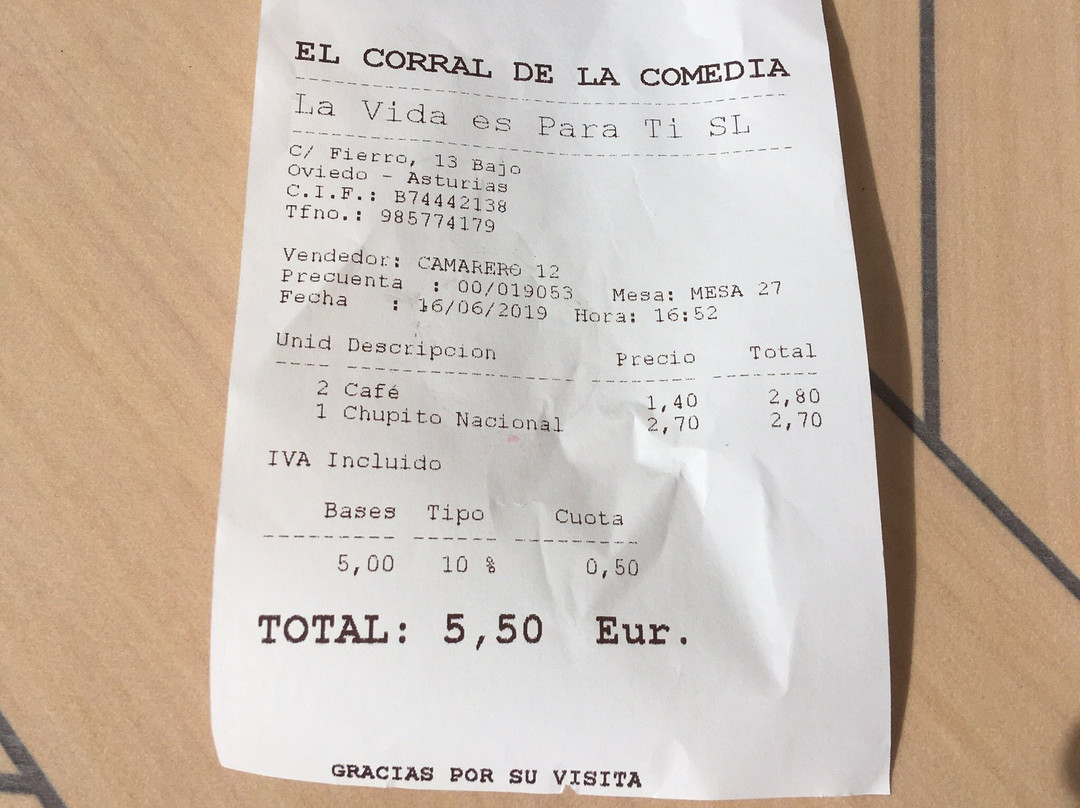 EL CORRAL DE LA COMEDIA
La Vida es Para Ti SL
C/ Fierro, 13 Bajo
Oviedo - Asturias
C.I.F.: B74442138
Tfno.: 985774179
Vendedor: CAMARERO 12
Precuenta : 00/019053 Mesa: MESA 27
Fecha : 16/06/2019 Hora: 16:52
Unid Descripcion Precio Total
2 Café 1,40 2,80
1 Chupito Nacional 2,70 2,70
IVA Incluido
Bases Tipo Cuota
5,00 10 % 0,50
TOTAL: 5,50 Eur.
GRACIAS POR SU VISITA